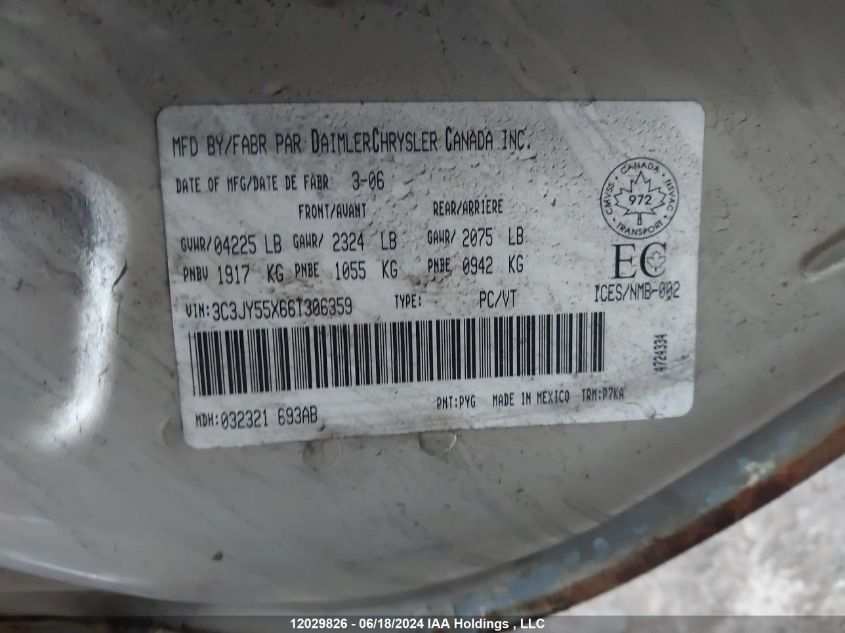 MFD BY/FABR PAR DAIMLERCHRYSLER CANADA INC.
DATE OF MFG/DATE DE FABR 3-06
FRONT/AVANT REAR/ARRIERE
GVWR/04225 LB GAWR/ 2324 LB GAWR/ 2075 LB
PNBV 1917 KG PNBE 1055 KG PNBE 0942 KG
VIN:3C3JY55X66T306359 TYPE: PC/VT
CANADA
CMVSS 972 NSVAC
TRANSPORT
EC
ICES/NMB-002
4724334
PNT:PYG MADE IN MEXICO TRM:P7KA
MDH:032321 693AB
12029826 - 06/18/2024 IAA Holdings , LLC